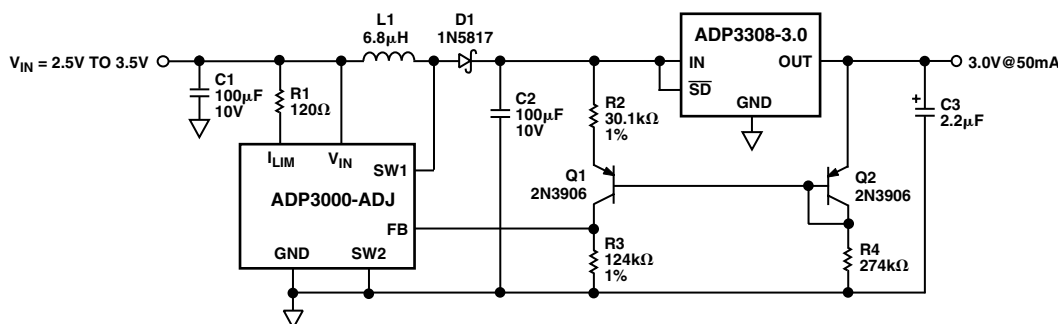 V_IN = 2.5V TO 3.5V
C1
100μF
10V
R1
120Ω
L1
6.8μH
D1
1N5817
C2
100μF
10V
R2
30.1kΩ
1%
ADP3308-3.0
IN
OUT
SD
GND
3.0V@50mA
+
C3
2.2μF
I_LIM
V_IN
SW1
ADP3000-ADJ
FB
GND
SW2
Q1
2N3906
Q2
2N3906
R3
124kΩ
1%
R4
274kΩ